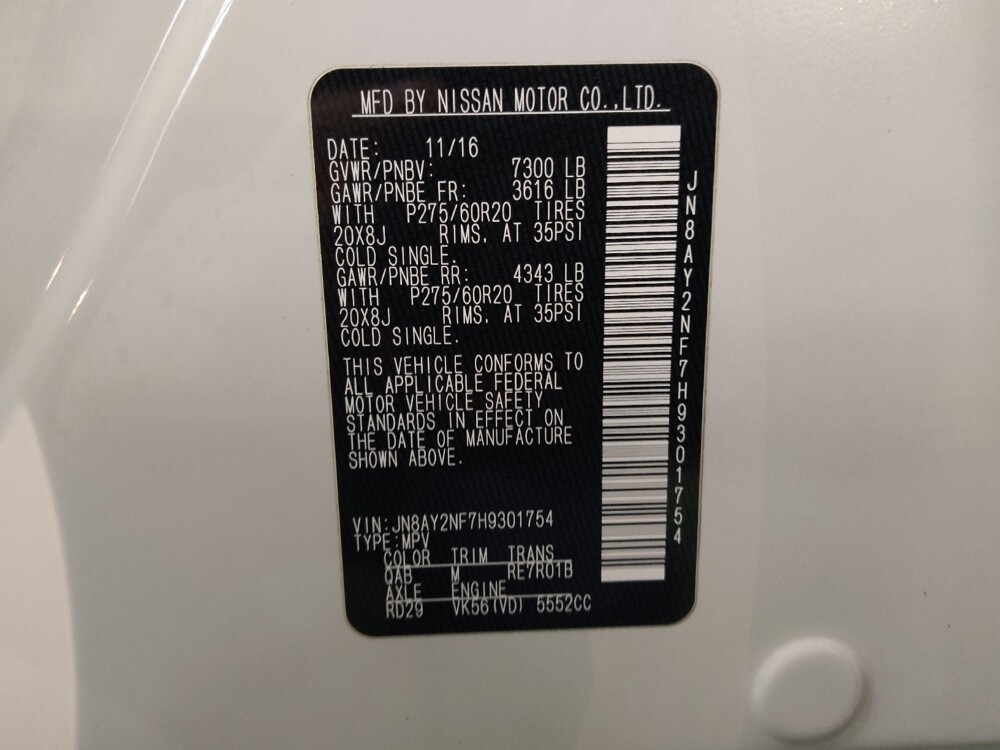 MFD BY NISSAN MOTOR CO.,LTD.
DATE: 11/16
GVWR/PNBV: 7300 LB
GAWR/PNBE FR: 3616 LB
WITH P275/60R20 TIRES
20X8J RIMS, AT 35PSI
COLD SINGLE.
GAWR/PNBE RR: 4343 LB
WITH P275/60R20 TIRES
20X8J RIMS, AT 35PSI
COLD SINGLE.
THIS VEHICLE CONFORMS TO
ALL APPLICABLE FEDERAL
MOTOR VEHICLE SAFETY
STANDARDS IN EFFECT ON
THE DATE OF MANUFACTURE
SHOWN ABOVE.
VIN:JN8AY2NF7H9301754
TYPE:MPV
COLOR TRIM TRANS
QAB M RE7R01B
AXLE ENGINE
RD29 VK56(VD) 5552CC
JN8AY2NF7H9301754